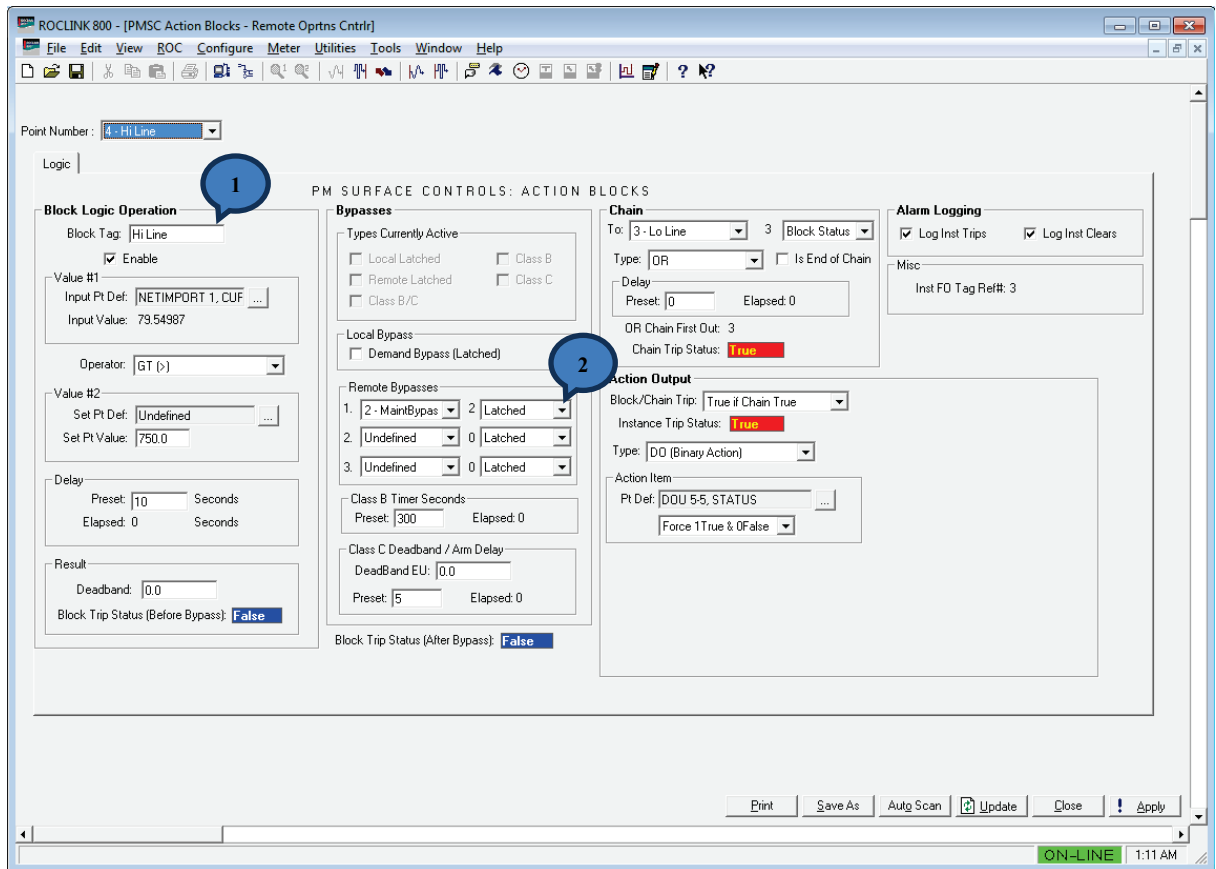 ROCLINK 800 - [PMSC Action Blocks - Remote Oprtns Cntrlr]
File Edit View ROC Configure Meter Utilities Tools Window Help
Point Number : 4 - Hi Line
Logic
1
PM SURFACE CONTROLS: ACTION BLOCKS
Block Logic Operation
Block Tag: Hi Line
Enable
Value #1
Input Pt Def: NETIMPORT 1, CUF ...
Input Value: 79.54987
Operator: GT (>)
Value #2
Set Pt Def: Undefined ...
Set Pt Value: 750.0
Delay
Preset: 10 Seconds
Elapsed: 0 Seconds
Result
Deadband: 0.0
Block Trip Status (Before Bypass): False
Bypasses
Types Currently Active
Local Latched Class B
Remote Latched Class C
Class B/C
Local Bypass
Demand Bypass (Latched)
2
Remote Bypasses
1. 2 - MaintBypas 2 Latched
2. Undefined 0 Latched
3. Undefined 0 Latched
Class B Timer Seconds
Preset: 300 Elapsed: 0
Class C Deadband / Arm Delay
DeadBand EU: 0.0
Preset: 5 Elapsed: 0
Block Trip Status (After Bypass): False
Chain
To: 3 - Lo Line 3 Block Status
Type: OR Is End of Chain
Delay
Preset: 0 Elapsed: 0
OR Chain First Out: 3
Chain Trip Status: True
Action Output
Block/Chain Trip: True if Chain True
Instance Trip Status: True
Type: DO (Binary Action)
Action Item
Pt Def: DOU 5-5, STATUS ...
Force 1True & 0False
Alarm Logging
Log Inst Trips Log Inst Clears
Misc
Inst FO Tag Ref#: 3
Print Save As Auto Scan Update Close ! Apply
ON-LINE 1:11 AM